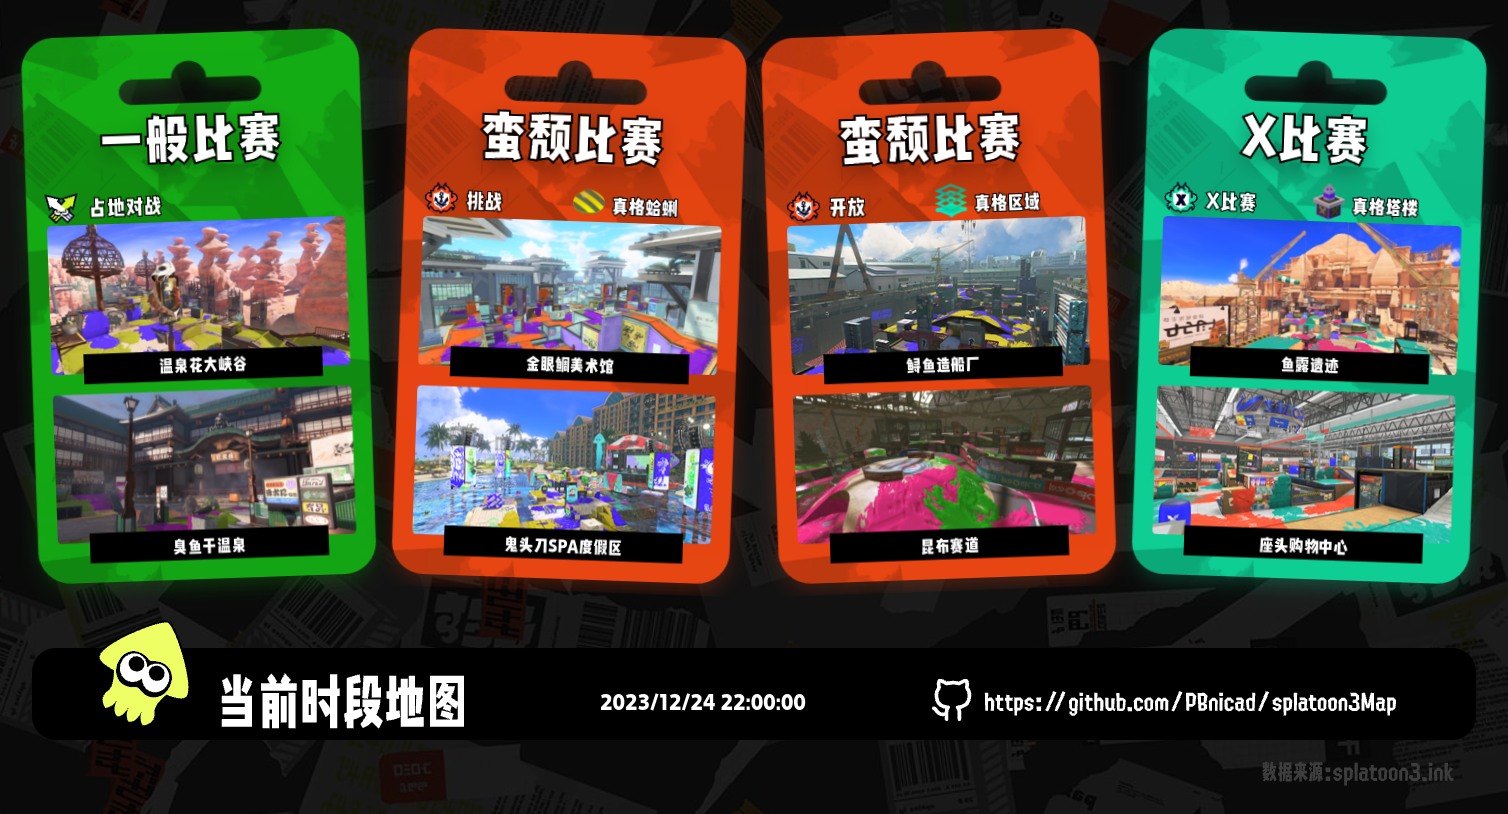 一般比赛
占地对战
温泉花大峡谷
臭鱼干温泉
蛮颓比赛
挑战
真格蛤蜊
金眼鲷美术馆
鬼头刀SPA度假区
蛮颓比赛
开放
真格区域
鲟鱼造船厂
昆布赛道
X比赛
X比赛
真格塔楼
鱼露遗迹
座头购物中心
当前时段地图
2023/12/24 22:00:00
https://github.com/PBnicad/splatoon3Map
数据来源:splatoon3.ink